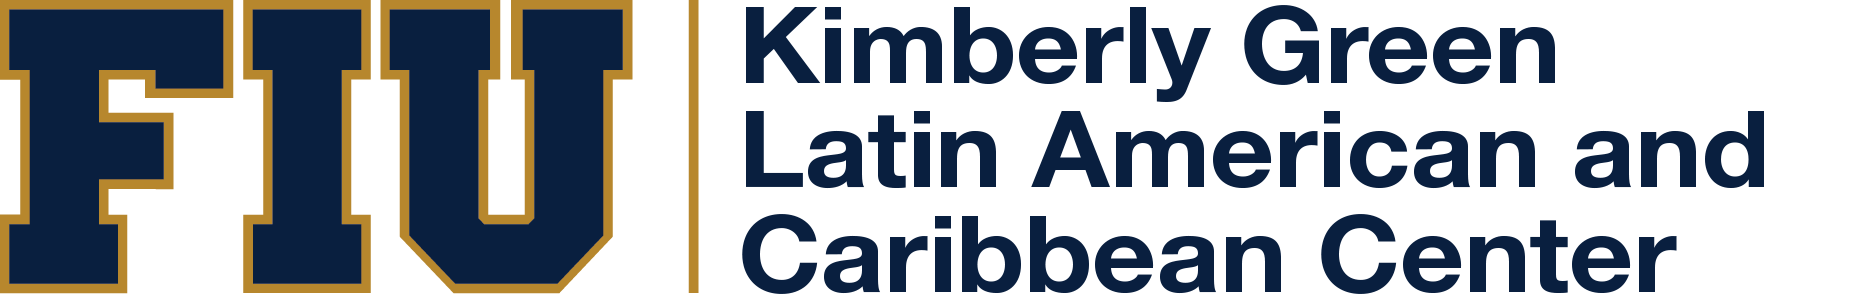 FIU
Kimberly Green
Latin American and
Caribbean Center